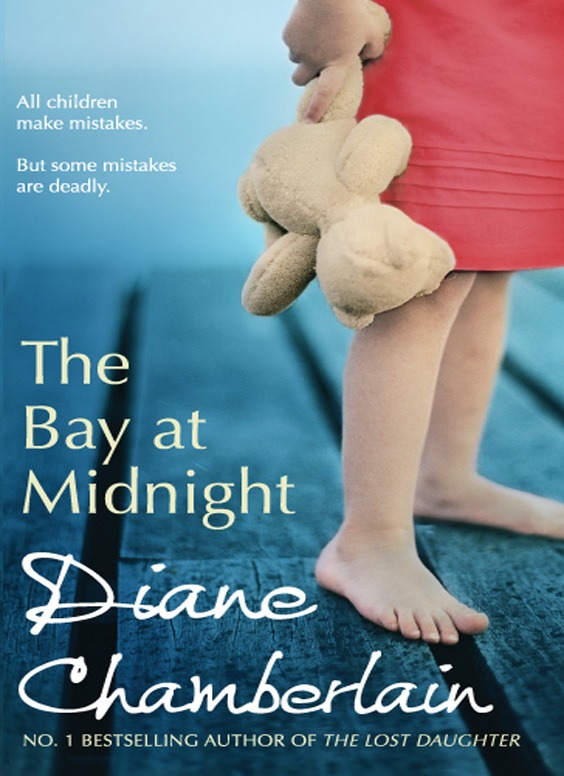 All children
make mistakes.
But some mistakes
are deadly.
The
Bay at
Midnight
Diane
Chamberlain
NO. 1 BESTSELLING AUTHOR OF THE LOST DAUGHTER